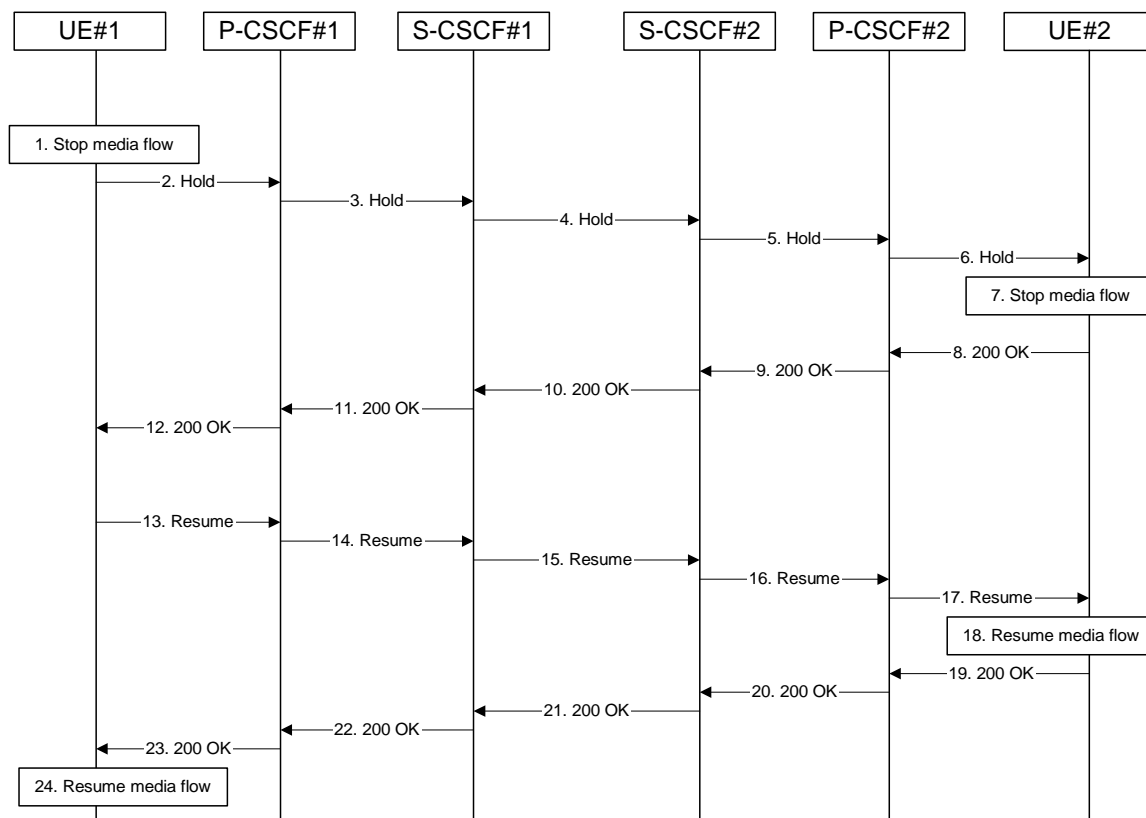 UE#1 P-CSCF#1 S-CSCF#1 S-CSCF#2 P-CSCF#2 UE#2
1. Stop media flow
2. Hold
3. Hold
4. Hold
5. Hold
6. Hold
7. Stop media flow
8. 200 OK
9. 200 OK
10. 200 OK
11. 200 OK
12. 200 OK
13. Resume
14. Resume
15. Resume
16. Resume
17. Resume
18. Resume media flow
19. 200 OK
20. 200 OK
21. 200 OK
22. 200 OK
23. 200 OK
24. Resume media flow